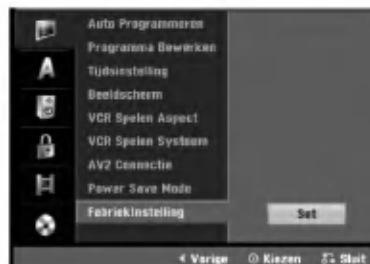 Auto Programmeren
Programma Bewerken
Tijdsinstelling
Beeldscherm
VCR Spelen Aspect
VCR Spelen Systeem
AV2 Connectie
Power Save Mode
FabriekInstelling
Set
Vorige Kiezen Sluit